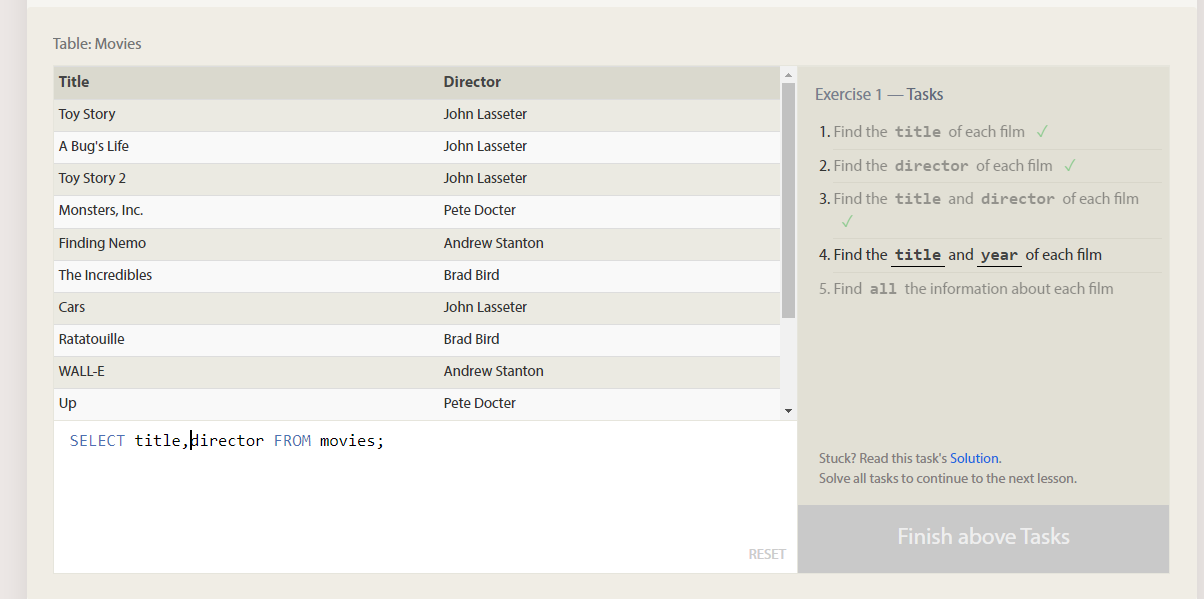 Table: Movies
Title Director
Toy Story John Lasseter
A Bug's Life John Lasseter
Toy Story 2 John Lasseter
Monsters, Inc. Pete Docter
Finding Nemo Andrew Stanton
The Incredibles Brad Bird
Cars John Lasseter
Ratatouille Brad Bird
WALL-E Andrew Stanton
Up Pete Docter
SELECT title,director FROM movies;
RESET
Exercise 1 — Tasks
1. Find the title of each film ✓
2. Find the director of each film ✓
3. Find the title and director of each film
✓
4. Find the title and year of each film
5. Find all the information about each film
Stuck? Read this task's Solution.
Solve all tasks to continue to the next lesson.
Finish above Tasks